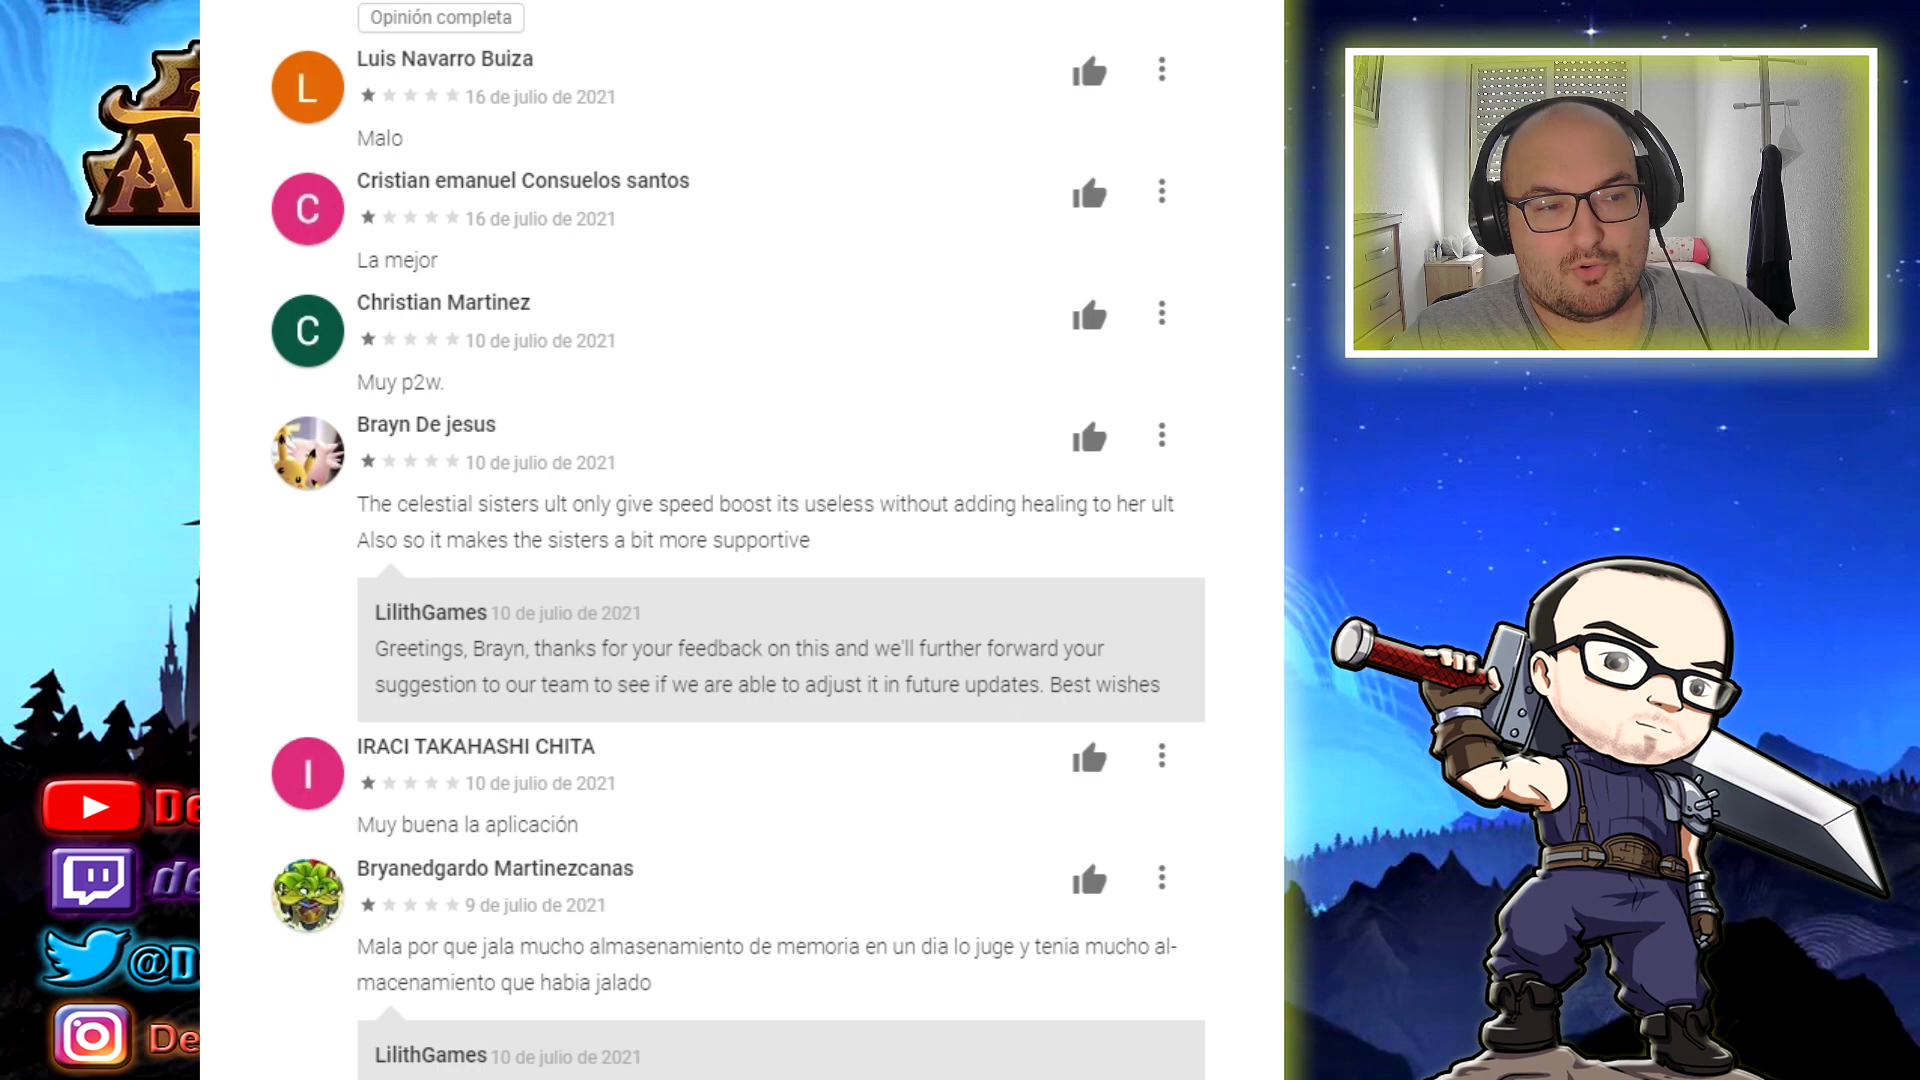 Opinión completa
L
Luis Navarro Buiza
16 de julio de 2021
Malo
C
Cristian emanuel Consuelos santos
16 de julio de 2021
La mejor
C
Christian Martinez
10 de julio de 2021
Muy p2w.
Brayn De jesus
10 de julio de 2021
The celestial sisters ult only give speed boost its useless without adding healing to her ult
Also so it makes the sisters a bit more supportive
LilithGames 10 de julio de 2021
Greetings, Brayn, thanks for your feedback on this and we'll further forward your
suggestion to our team to see if we are able to adjust it in future updates. Best wishes
I
IRACI TAKAHASHI CHITA
10 de julio de 2021
Muy buena la aplicación
Bryanedgardo Martinezcanas
9 de julio de 2021
Mala por que jala mucho almasenamiento de memoria en un dia lo juge y tenia mucho al-
macenamiento que habia jalado
LilithGames 10 de julio de 2021
De
de
@D
De